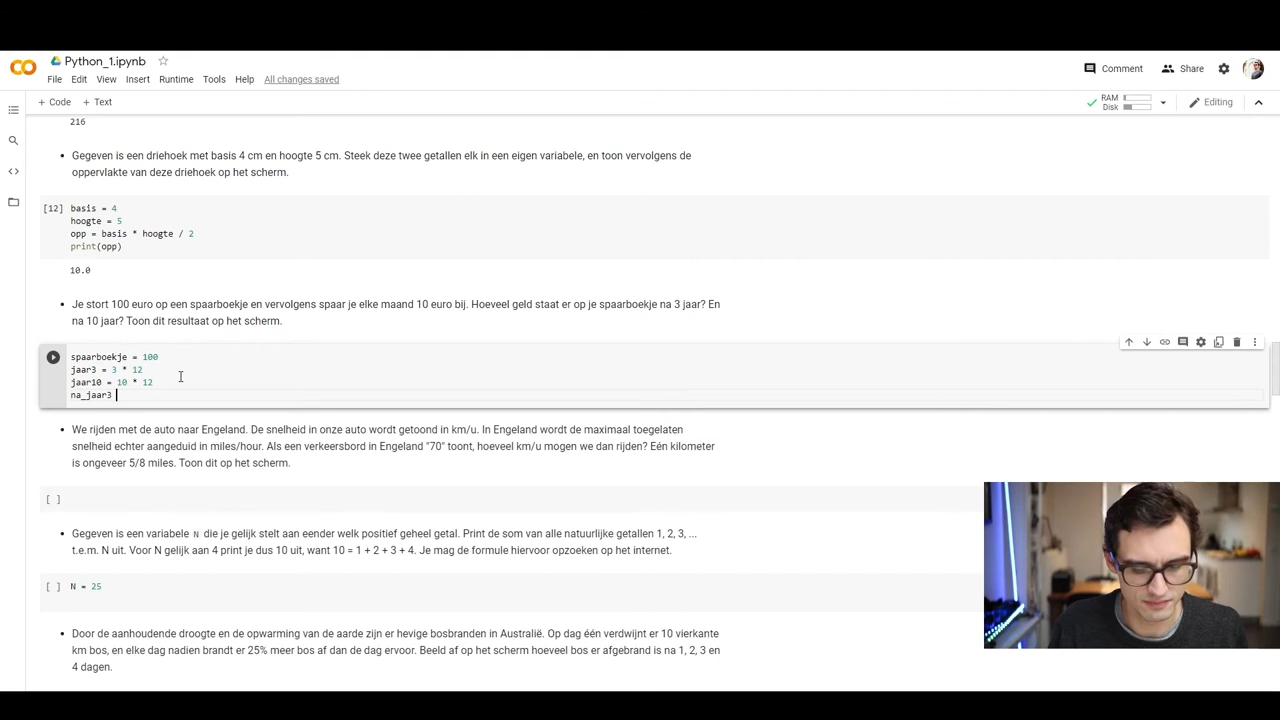 Python_1.ipynb
File Edit View Insert Runtime Tools Help All changes saved
Comment Share
+ Code + Text
RAM
Disk
Editing
216
• Gegeven is een driehoek met basis 4 cm en hoogte 5 cm. Steek deze twee getallen elk in een eigen variabele, en toon vervolgens de
oppervlakte van deze driehoek op het scherm.
[12] basis = 4
hoogte = 5
opp = basis * hoogte / 2
print(opp)
10.0
• Je stort 100 euro op een spaarboekje en vervolgens spaar je elke maand 10 euro bij. Hoeveel geld staat er op je spaarboekje na 3 jaar? En
na 10 jaar? Toon dit resultaat op het scherm.
spaarboekje = 100
jaar3 = 3 * 12
jaar10 = 10 * 12
na_jaar3
• We rijden met de auto naar Engeland. De snelheid in onze auto wordt getoond in km/u. In Engeland wordt de maximaal toegelaten
snelheid echter aangeduid in miles/hour. Als een verkeersbord in Engeland "70" toont, hoeveel km/u mogen we dan rijden? Eén kilometer
is ongeveer 5/8 miles. Toon dit op het scherm.
[ ]
• Gegeven is een variabele N die je gelijk stelt aan eender welk positief geheel getal. Print de som van alle natuurlijke getallen 1, 2, 3, ...
t.e.m. N uit. Voor N gelijk aan 4 print je dus 10 uit, want 10 = 1 + 2 + 3 + 4. Je mag de formule hiervoor opzoeken op het internet.
[ ] N = 25
• Door de aanhoudende droogte en de opwarming van de aarde zijn er hevige bosbranden in Australië. Op dag één verdwijnt er 10 vierkante
km bos, en elke dag nadien brandt er 25% meer bos af dan de dag ervoor. Beeld af op het scherm hoeveel bos er afgebrand is na 1, 2, 3 en
4 dagen.